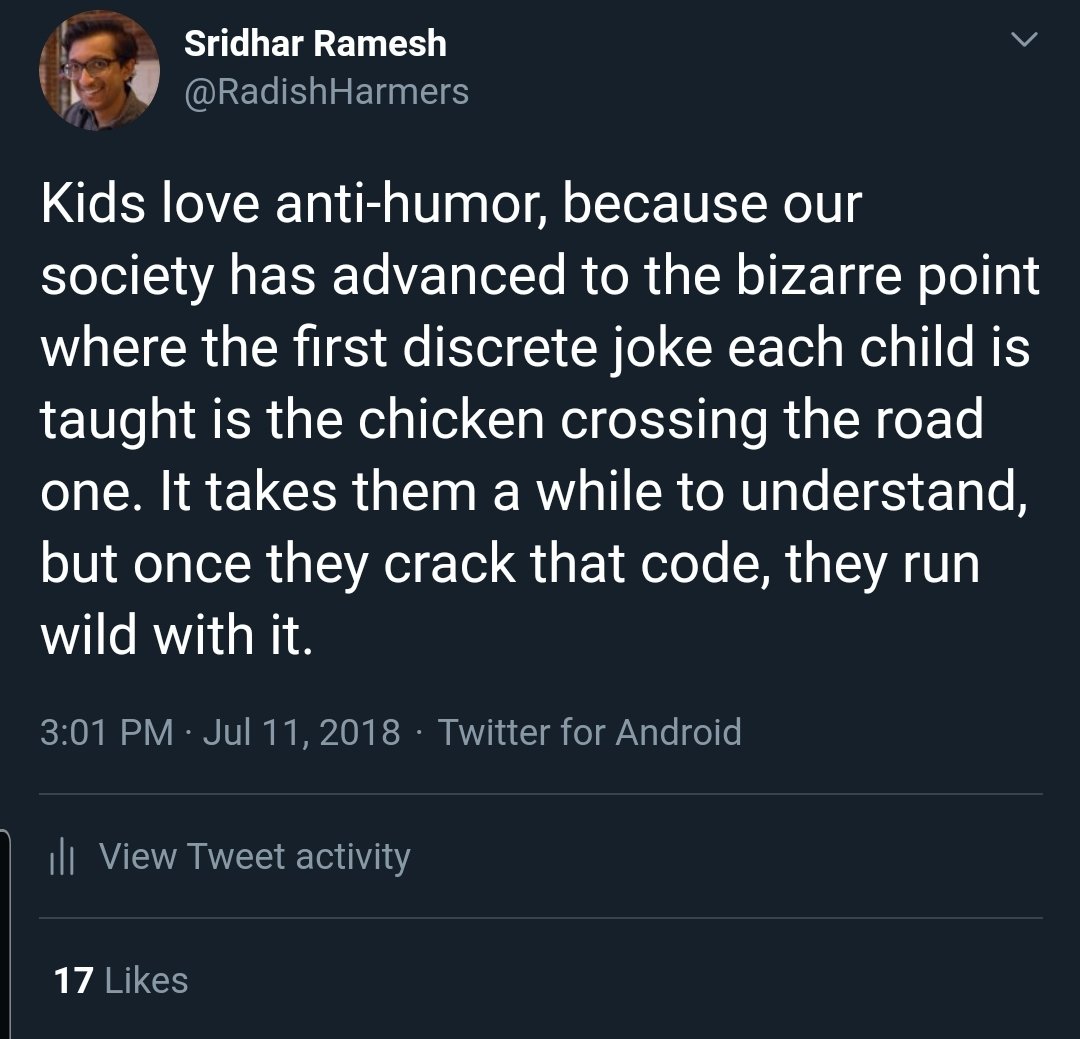 Sridhar Ramesh
@RadishHarmers
Kids love anti-humor, because our
society has advanced to the bizarre point
where the first discrete joke each child is
taught is the chicken crossing the road
one. It takes them a while to understand,
but once they crack that code, they run
wild with it.
3:01 PM · Jul 11, 2018 · Twitter for Android
View Tweet activity
17 Likes